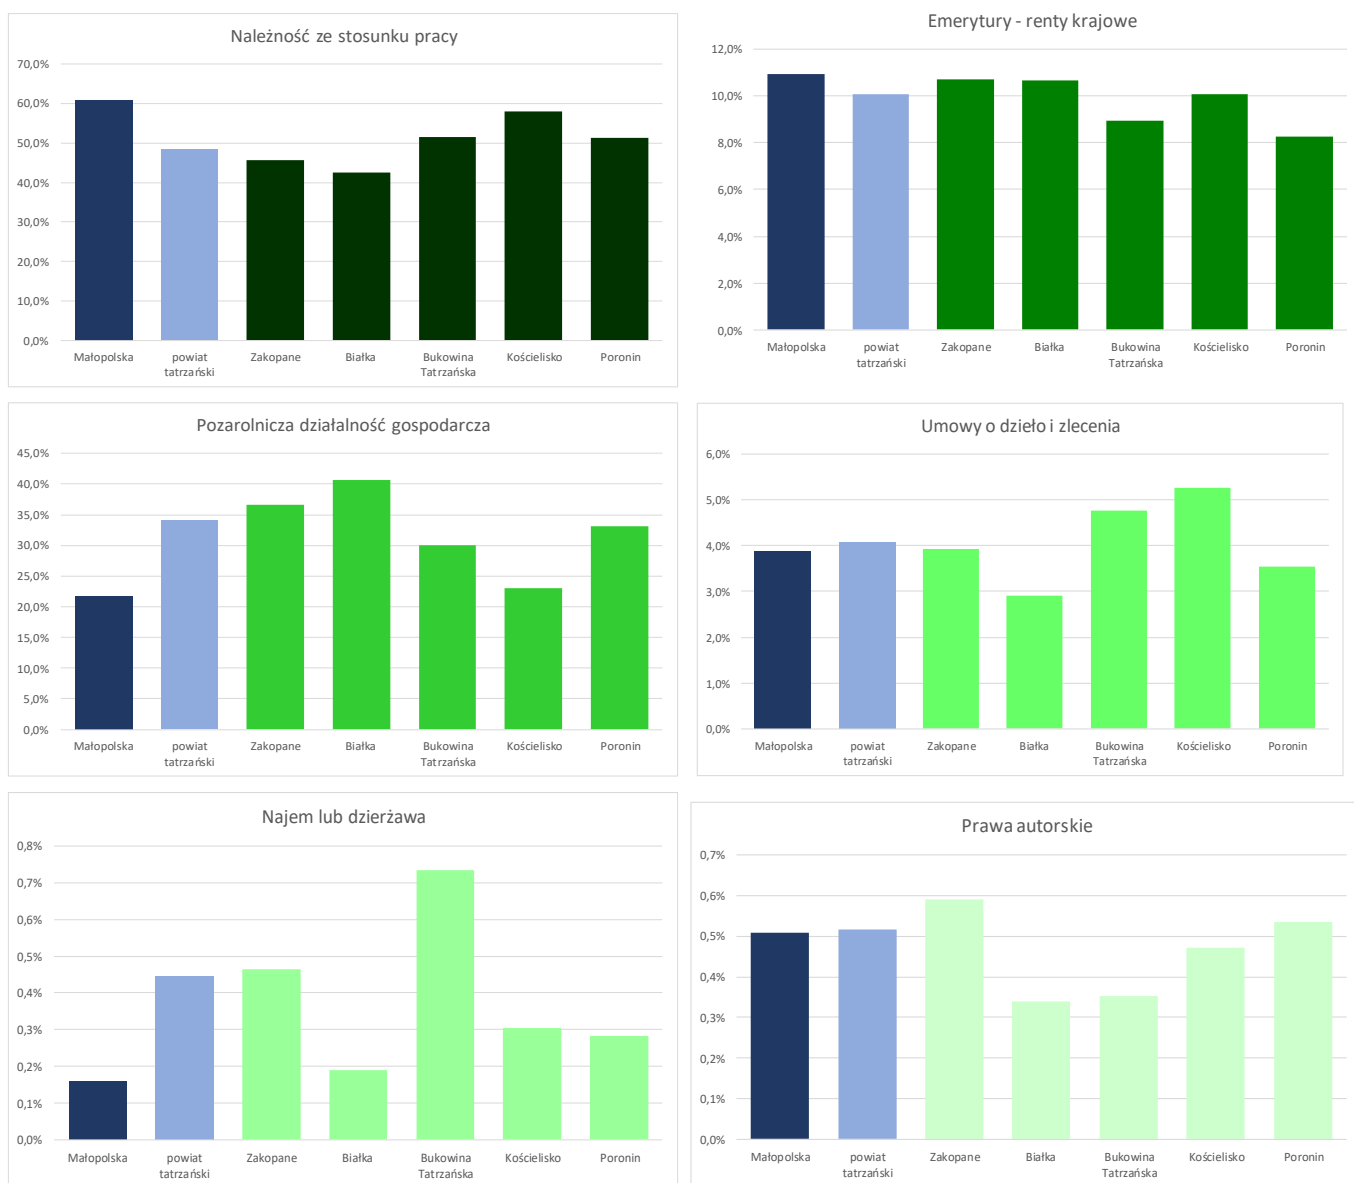 Należność ze stosunku pracy
70,0%
60,0%
50,0%
40,0%
30,0%
20,0%
10,0%
0,0%
Małopolska powiat Zakopane Białka Bukowina Kościelisko Poronin
tatrzański Tatrzańska
Emerytury - renty krajowe
12,0%
10,0%
8,0%
6,0%
4,0%
2,0%
0,0%
Małopolska powiat Zakopane Białka Bukowina Kościelisko Poronin
tatrzański Tatrzańska
Pozarolnicza działalność gospodarcza
45,0%
40,0%
35,0%
30,0%
25,0%
20,0%
15,0%
10,0%
5,0%
0,0%
Małopolska powiat Zakopane Białka Bukowina Kościelisko Poronin
tatrzański Tatrzańska
Umowy o dzieło i zlecenia
6,0%
5,0%
4,0%
3,0%
2,0%
1,0%
0,0%
Małopolska powiat Zakopane Białka Bukowina Kościelisko Poronin
tatrzański Tatrzańska
Najem lub dzierżawa
0,8%
0,7%
0,6%
0,5%
0,4%
0,3%
0,2%
0,1%
0,0%
Małopolska powiat Zakopane Białka Bukowina Kościelisko Poronin
tatrzański Tatrzańska
Prawa autorskie
0,7%
0,6%
0,5%
0,4%
0,3%
0,2%
0,1%
0,0%
Małopolska powiat Zakopane Białka Bukowina Kościelisko Poronin
tatrzański Tatrzańska